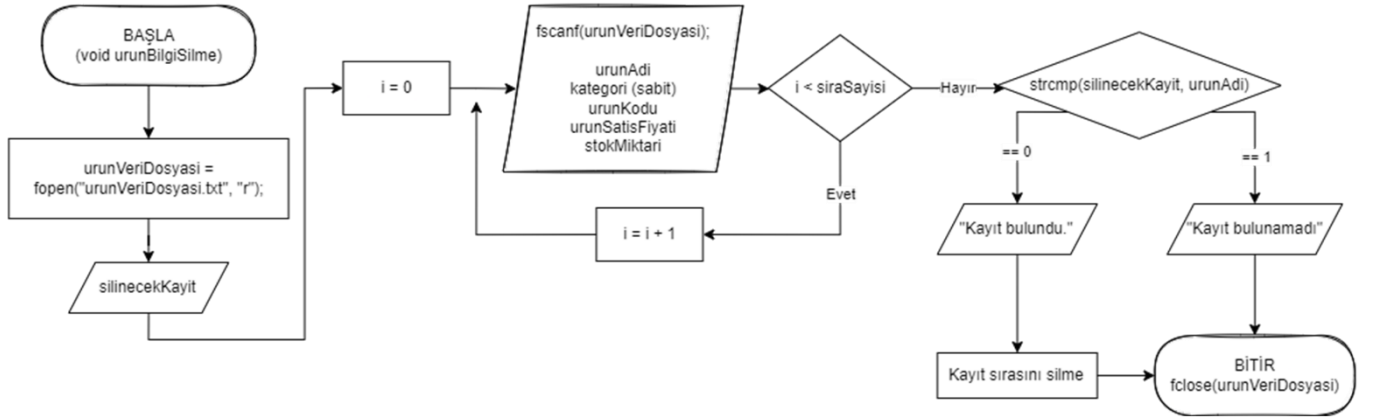 BAŞLA
(void urunBilgiSilme)
urunVeriDosyasi =
fopen("urunVeriDosyasi.txt", "r");
silinecekKayit
i = 0
fscanf(urunVeriDosyasi);
urunAdi
kategori (sabit)
urunKodu
urunSatisFiyati
stokMiktari
i < siraSayisi
Evet
i = i + 1
Hayır
strcmp(silinecekKayit, urunAdi)
== 0
== 1
"Kayıt bulundu."
"Kayıt bulunamadı"
Kayıt sırasını silme
BİTİR
fclose(urunVeriDosyasi)